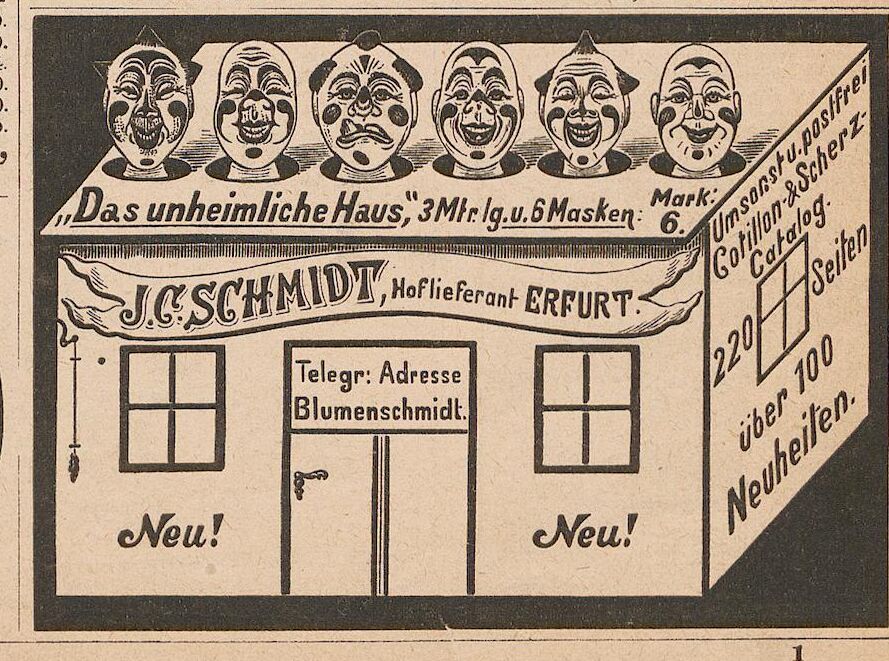 „Das unheimliche Haus," 3 Mtr. lg. u. 6 Masken: Mark: 6.
J. C. SCHMIDT, Hoflieferant ERFURT.
Telegr: Adresse
Blumenschmidt.
Neu!
Neu!
Umsonst u. postfrei
Cotillon- & Scherz-
Catalog.
220 Seiten
über 100
Neuheiten.